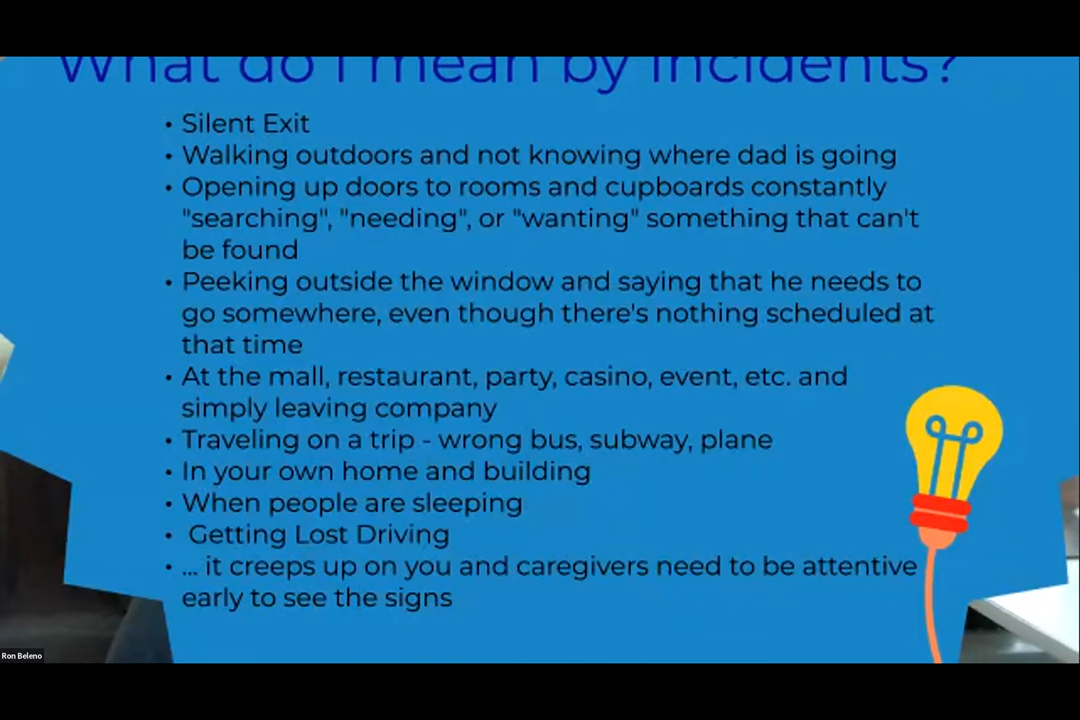 What do I mean by incidents?
• Silent Exit
• Walking outdoors and not knowing where dad is going
• Opening up doors to rooms and cupboards constantly
"searching", "needing", or "wanting" something that can't
be found
• Peeking outside the window and saying that he needs to
go somewhere, even though there's nothing scheduled at
that time
• At the mall, restaurant, party, casino, event, etc. and
simply leaving company
• Traveling on a trip - wrong bus, subway, plane
• In your own home and building
• When people are sleeping
• Getting Lost Driving
• ... it creeps up on you and caregivers need to be attentive
early to see the signs
Ron Beleno